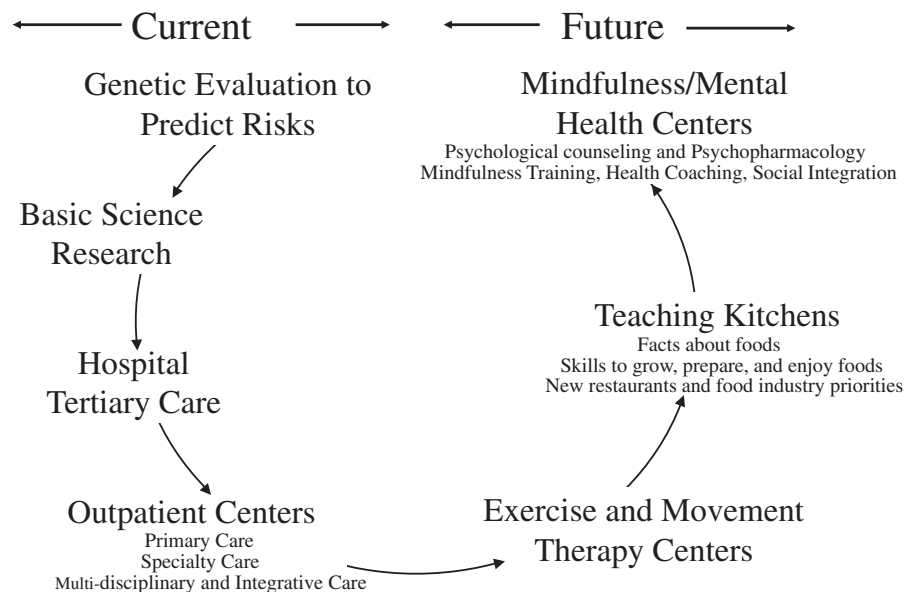 Current
Genetic Evaluation to
Predict Risks
Basic Science
Research
Hospital
Tertiary Care
Outpatient Centers
Primary Care
Specialty Care
Multi-disciplinary and Integrative Care
Future
Mindfulness/Mental
Health Centers
Psychological counseling and Psychopharmacology
Mindfulness Training, Health Coaching, Social Integration
Teaching Kitchens
Facts about foods
Skills to grow, prepare, and enjoy foods
New restaurants and food industry priorities
Exercise and Movement
Therapy Centers